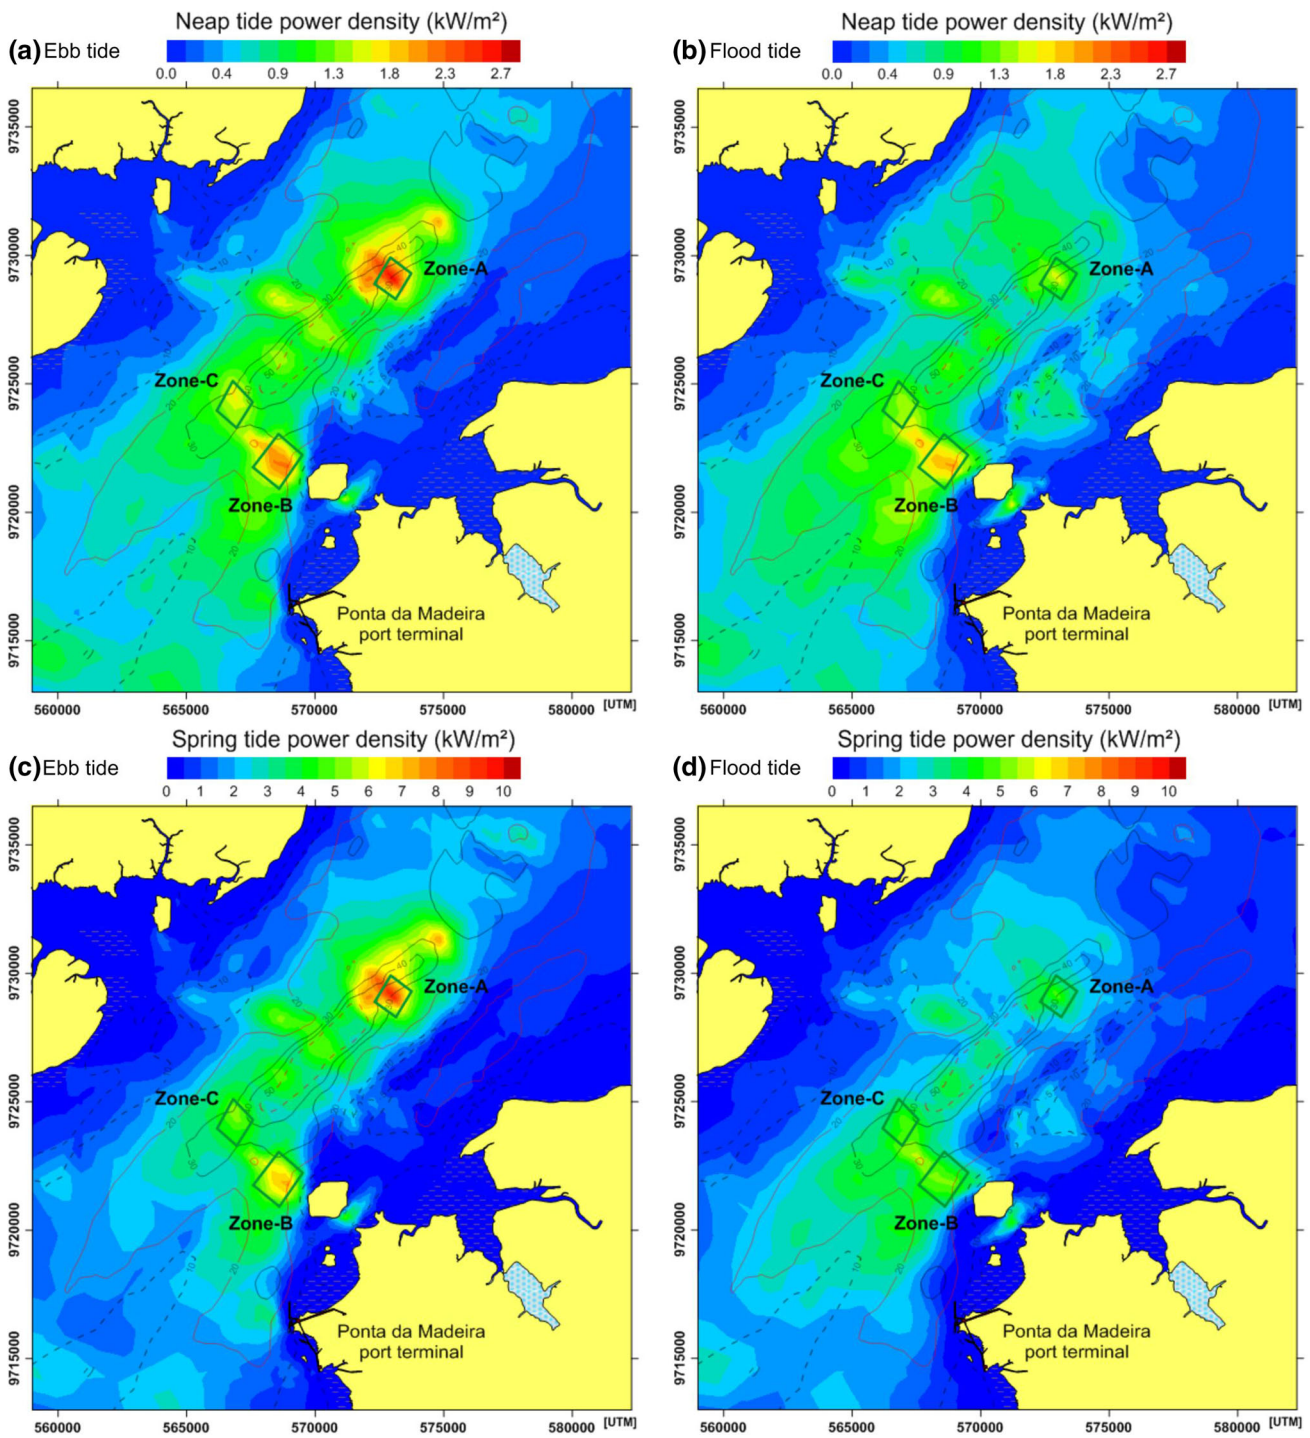 Neap tide power density (kW/m²)
(a) Ebb tide
0.0 0.4 0.9 1.3 1.8 2.3 2.7
9735000
9730000
9725000
9720000
9715000
Zone-A
Zone-C
Zone-B
Ponta da Madeira
port terminal
560000 565000 570000 575000 580000 [UTM]
Neap tide power density (kW/m²)
(b) Flood tide
0.0 0.4 0.9 1.3 1.8 2.3 2.7
9735000
9730000
9725000
9720000
9715000
Zone-A
Zone-C
Zone-B
Ponta da Madeira
port terminal
560000 565000 570000 575000 580000 [UTM]
Spring tide power density (kW/m²)
(c) Ebb tide
0 1 2 3 4 5 6 7 8 9 10
9735000
9730000
9725000
9720000
9715000
Zone-A
Zone-C
Zone-B
Ponta da Madeira
port terminal
560000 565000 570000 575000 580000 [UTM]
Spring tide power density (kW/m²)
(d) Flood tide
0 1 2 3 4 5 6 7 8 9 10
9735000
9730000
9725000
9720000
9715000
Zone-A
Zone-C
Zone-B
Ponta da Madeira
port terminal
560000 565000 570000 575000 580000 [UTM]